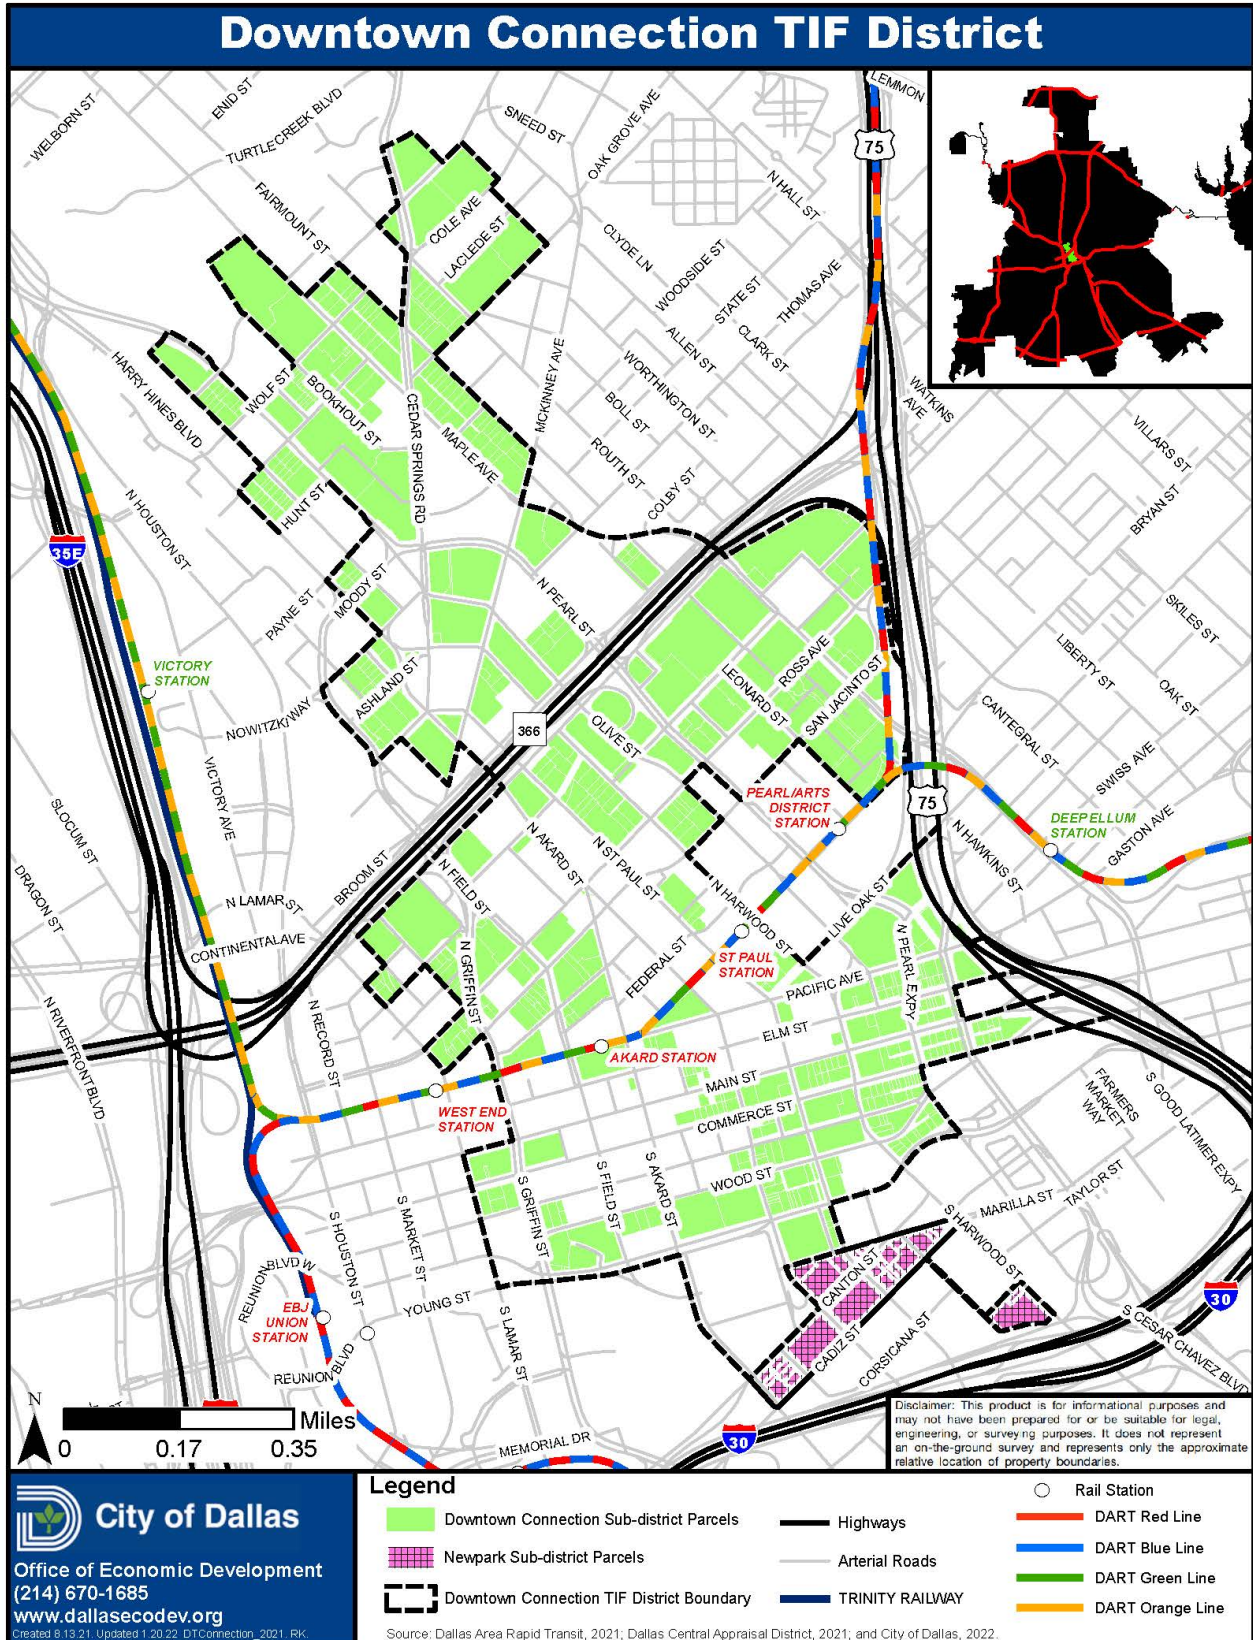 Downtown Connection TIF District
LEMMON
75
WELBORN ST
ENID ST
TURTLE CREEK BLVD
SNEED ST
OAK GROVE AVE
N HALL ST
FAIRMOUNT ST
COLE AVE
LACLEDE ST
CLYDE LN
WOODSIDE ST
STATE ST
THOMAS AVE
ALLEN ST
CLARK ST
HARRY HINES BLVD
WOLF ST
BOOKHOUT ST
CEDAR SPRINGS RD
MAPLE AVE
MCKINNEY AVE
WORTHINGTON ST
BOLL ST
ROUTH ST
COLBY ST
WATKINS
AVE
VILLARS ST
BRYAN ST
N HOUSTON ST
HUNT ST
35E
PAYNE ST
MOODY ST
N PEARL ST
SKILES ST
LIBERTY ST
OAK ST
VICTORY
STATION
ASHLAND ST
NOWITZKI WAY
366
OLIVE ST
LEONARD ST
ROSS AVE
SAN JACINTO ST
CANTEGRAL ST
SWISS AVE
VICTORY AVE
SLOCUM ST
PEARL/ARTS
DISTRICT
STATION
75
DEEP ELLUM
STATION
GASTON AVE
N HAWKINS ST
DRAGON ST
BROOM ST
N FIELD ST
N AKARD ST
N ST PAUL ST
N HARWOOD ST
LIVE OAK ST
N LAMAR ST
CONTINENTAL AVE
N GRIFFIN ST
FEDERAL ST
ST PAUL
STATION
PACIFIC AVE
N PEARL EXPY
N RIVERFRONT BLVD
N RECORD ST
ELM ST
AKARD STATION
MAIN ST
COMMERCE ST
WEST END
STATION
FARMERS
MARKET
WAY
S GOOD LATIMER EXPY
WOOD ST
S GRIFFIN ST
S FIELD ST
S AKARD ST
MARILLA ST
TAYLOR ST
S HARWOOD ST
S HOUSTON ST
S MARKET ST
REUNION BLVD W
EBJ
UNION
STATION
YOUNG ST
S LAMAR ST
CANTON ST
CADIZ ST
CORSICANA ST
30
S CESAR CHAVEZ BLVD
REUNION BLVD
MEMORIAL DR
30
N
Miles
0 0.17 0.35
Disclaimer: This product is for informational purposes and
may not have been prepared for or be suitable for legal,
engineering, or surveying purposes. It does not represent
an on-the-ground survey and represents only the approximate
relative location of property boundaries.
City of Dallas
Office of Economic Development
(214) 670-1685
www.dallasecodev.org
Created 8.13.21. Updated 1.20.22 DTConnection_2021. RK.
Legend
Downtown Connection Sub-district Parcels
Newpark Sub-district Parcels
Downtown Connection TIF District Boundary
Highways
Arterial Roads
TRINITY RAILWAY
Rail Station
DART Red Line
DART Blue Line
DART Green Line
DART Orange Line
Source: Dallas Area Rapid Transit, 2021; Dallas Central Appraisal District, 2021; and City of Dallas, 2022.